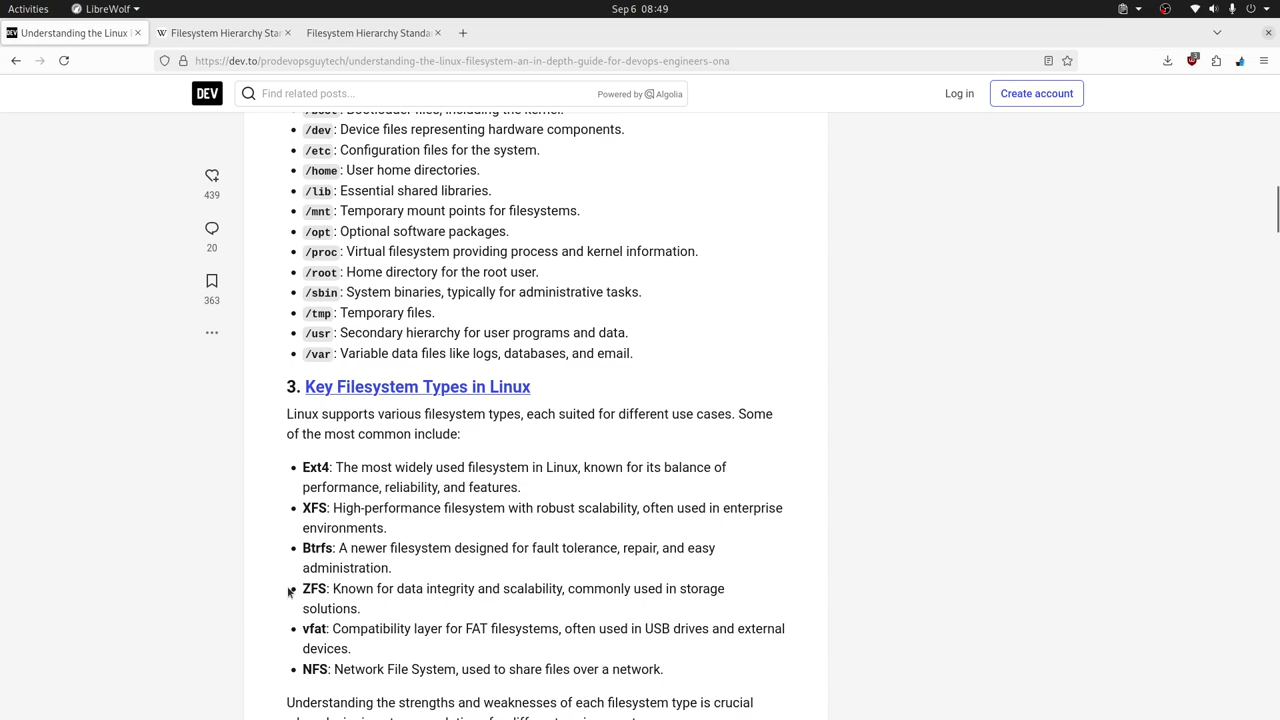 Activities
LibreWolf
Sep 6 08:49
Understanding the Linux
Filesystem Hierarchy Sta
Filesystem Hierarchy Standa
https://dev.to/prodevopsguytech/understanding-the-linux-filesystem-an-in-depth-guide-for-devops-engineers-ona
3
DEV
Find related posts...
Powered by Algolia
Log in
Create account
/boot: Bootloader files, including the kernel.
/dev: Device files representing hardware components.
/etc: Configuration files for the system.
/home: User home directories.
/lib: Essential shared libraries.
/mnt: Temporary mount points for filesystems.
/opt: Optional software packages.
/proc: Virtual filesystem providing process and kernel information.
/root: Home directory for the root user.
/sbin: System binaries, typically for administrative tasks.
/tmp: Temporary files.
/usr: Secondary hierarchy for user programs and data.
/var: Variable data files like logs, databases, and email.
439
20
363
3. Key Filesystem Types in Linux
Linux supports various filesystem types, each suited for different use cases. Some
of the most common include:
Ext4: The most widely used filesystem in Linux, known for its balance of
performance, reliability, and features.
XFS: High-performance filesystem with robust scalability, often used in enterprise
environments.
Btrfs: A newer filesystem designed for fault tolerance, repair, and easy
administration.
ZFS: Known for data integrity and scalability, commonly used in storage
solutions.
vfat: Compatibility layer for FAT filesystems, often used in USB drives and external
devices.
NFS: Network File System, used to share files over a network.
Understanding the strengths and weaknesses of each filesystem type is crucial